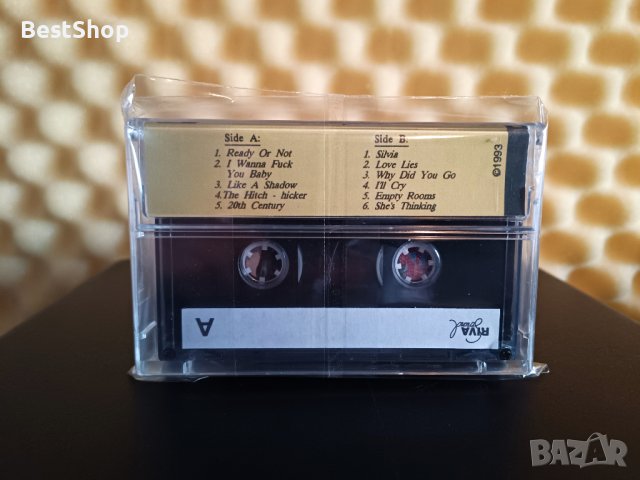 BestShop
Side A:
1. Ready Or Not
2. I Wanna Fuck
You Baby
3. Like A Shadow
4.The Hitch - hicker
5. 20th Century
Side B.
1. Silvia
2. Love Lies
3. Why Did You Go
4. I'll Cry
5. Empty Rooms
6. She's Thinking
©1993
A
RIVA
Sound
BAZAR